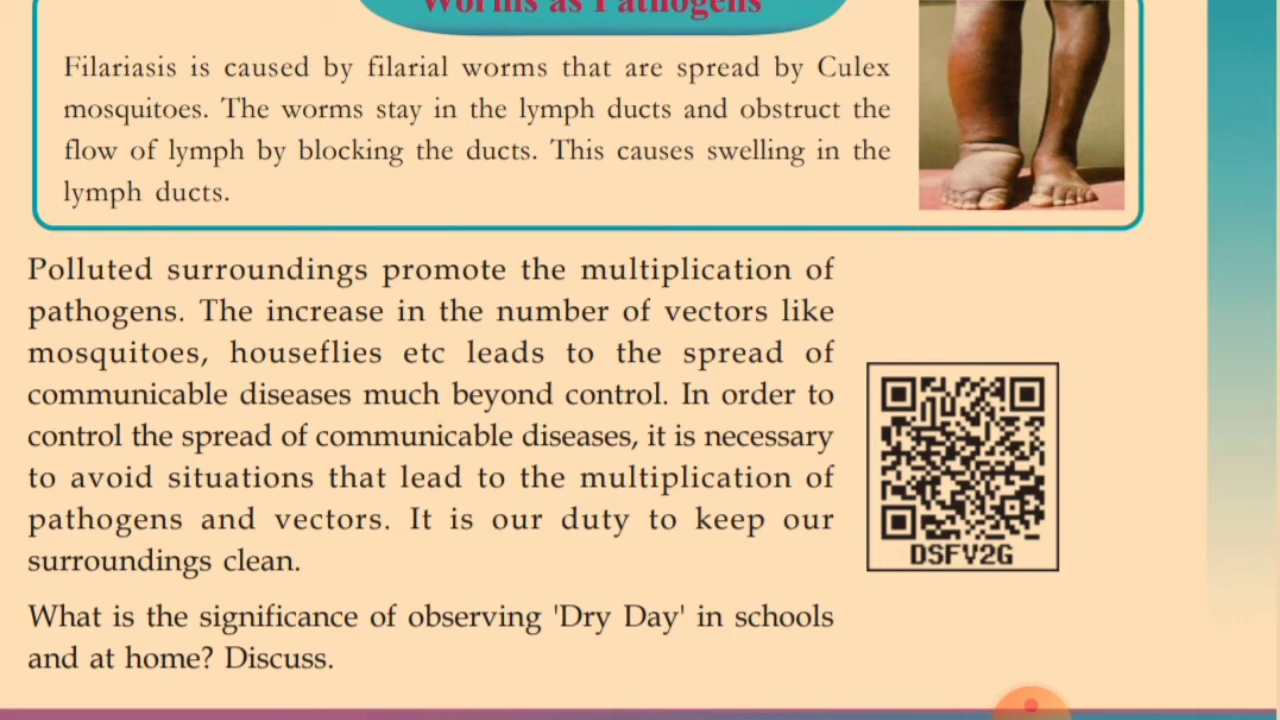 Worms as Pathogens
Filariasis is caused by filarial worms that are spread by Culex
mosquitoes. The worms stay in the lymph ducts and obstruct the
flow of lymph by blocking the ducts. This causes swelling in the
lymph ducts.
Polluted surroundings promote the multiplication of
pathogens. The increase in the number of vectors like
mosquitoes, houseflies etc leads to the spread of
communicable diseases much beyond control. In order to
control the spread of communicable diseases, it is necessary
to avoid situations that lead to the multiplication of
pathogens and vectors. It is our duty to keep our
surroundings clean.
DSFV2G
What is the significance of observing 'Dry Day' in schools
and at home? Discuss.